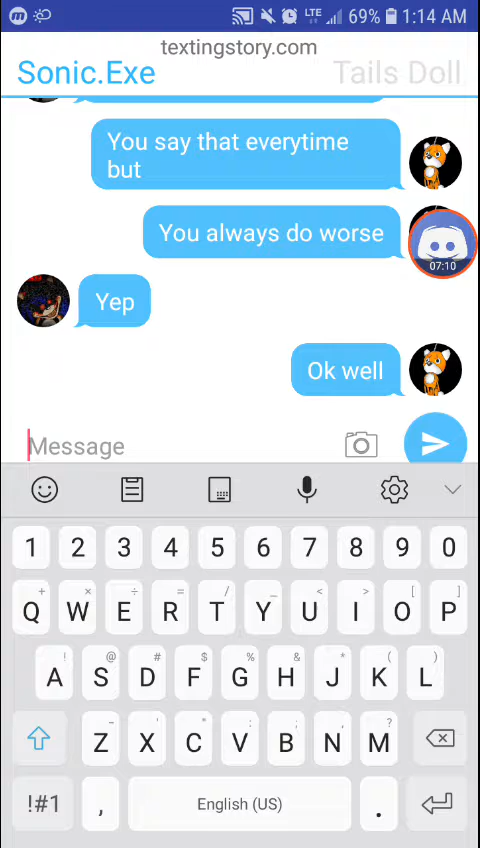 LTE 69% 1:14 AM
textingstory.com
Sonic.Exe Tails Doll
You say that everytime
but
You always do worse
07:10
Yep
Ok well
Message
1 2 3 4 5 6 7 8 9 0
+ × ÷ = / _ < > [ ]
Q W E R T Y U I O P
! @ # $ % & * ( )
A S D F G H J K L
- ' " : ; , ?
Z X C V B N M
!#1 , English (US) .